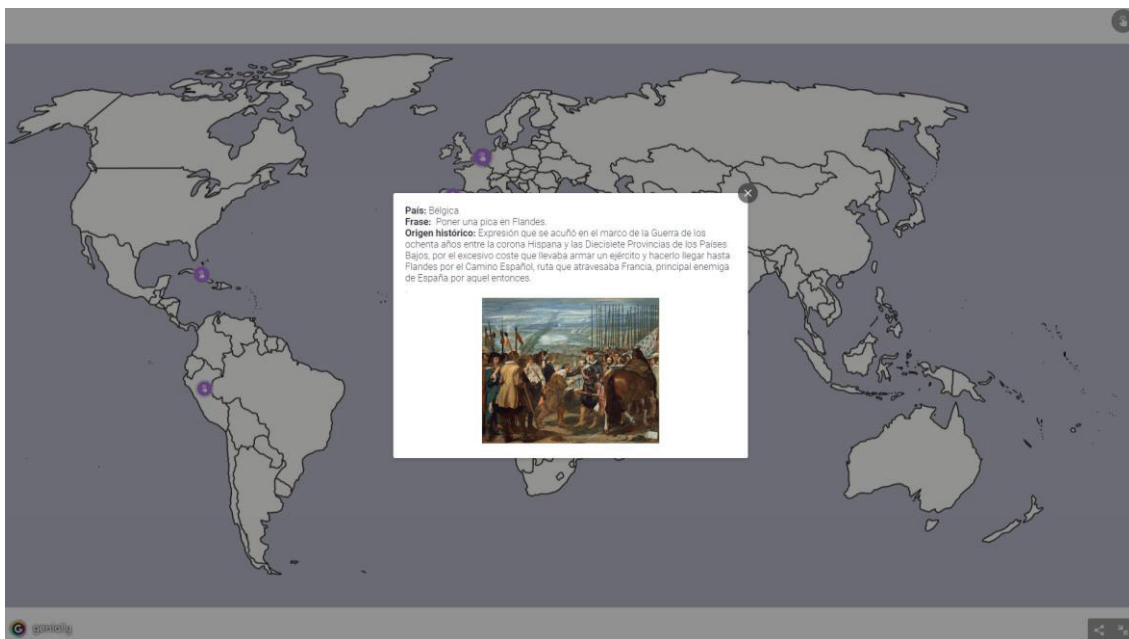 País: Bélgica
Frase: Poner una pica en Flandes.
Origen histórico: Expresión que se acuñó en el marco de la Guerra de los
ochenta años entre la corona Hispana y las Diecisiete Provincias de los Países
Bajos, por el excesivo coste que llevaba armar un ejército y hacerlo llegar hasta
Flandes por el Camino Español, ruta que atravesaba Francia, principal enemiga
de España por aquel entonces.
genially